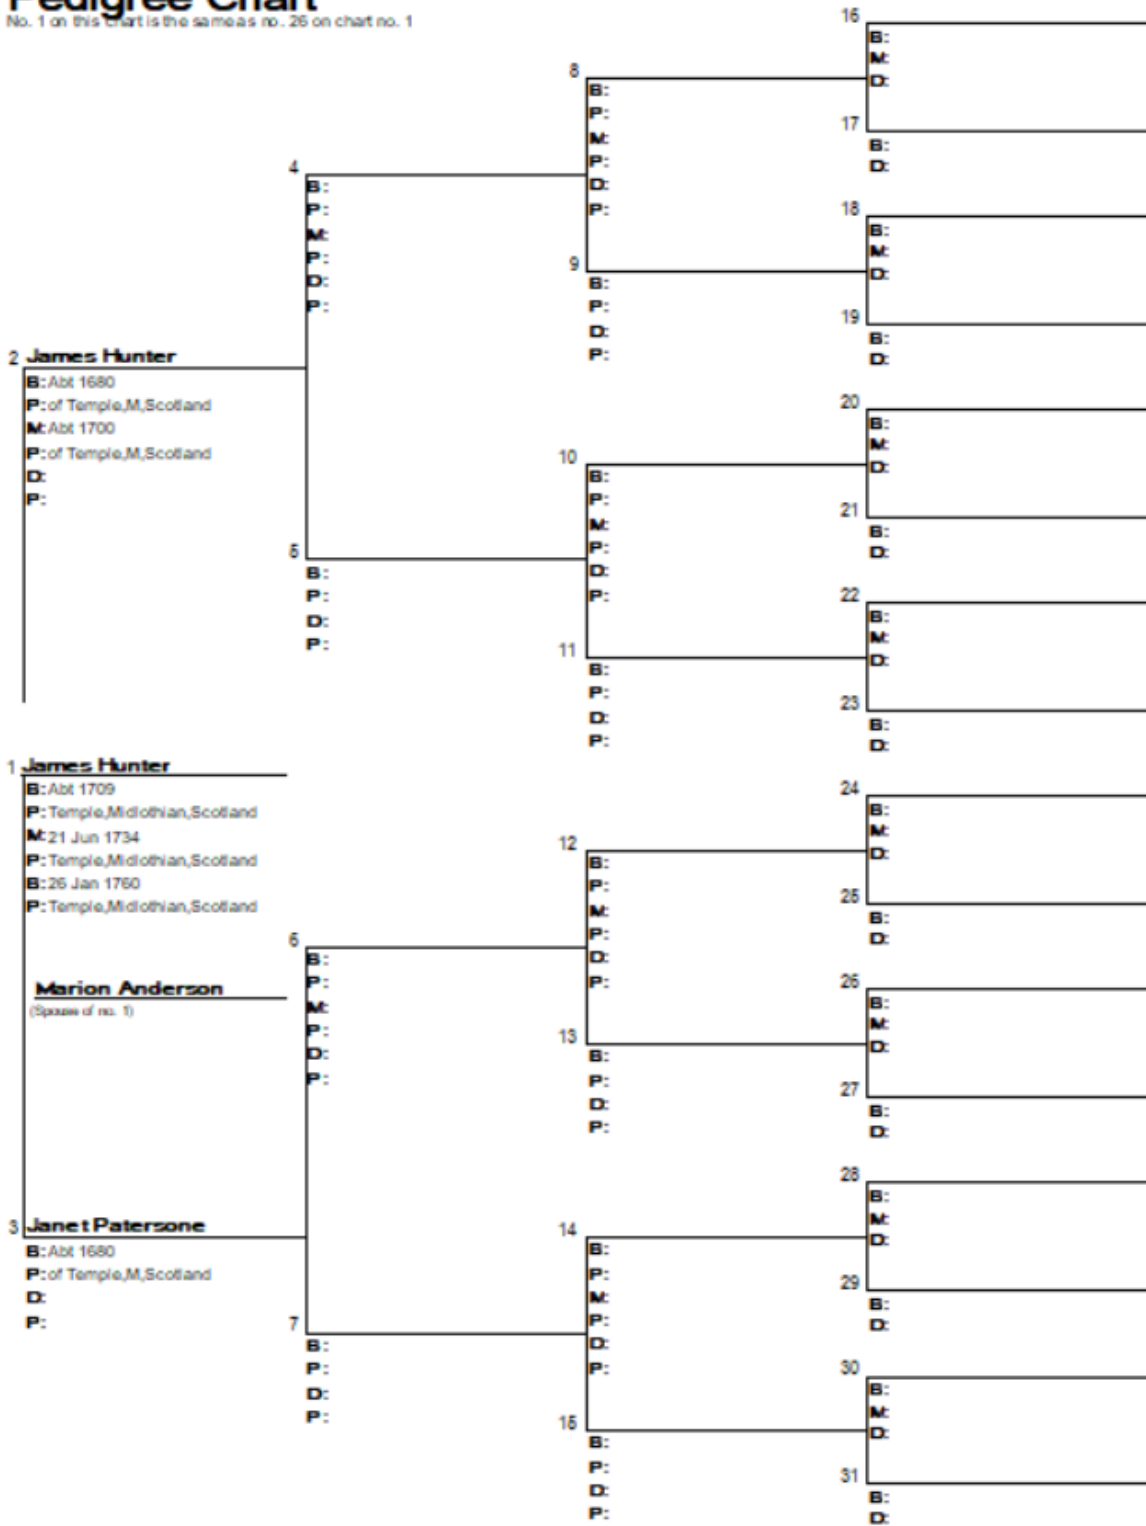 Pedigree Chart
No. 1 on this chart is the same as no. 26 on chart no. 1
16
B:
M:
D:
17
B:
D:
8
B:
P:
M:
P:
D:
P:
18
B:
M:
D:
9
B:
P:
D:
P:
19
B:
D:
4
B:
P:
M:
P:
D:
P:
2 James Hunter
B: Abt 1680
P: of Temple,M,Scotland
M: Abt 1700
P: of Temple,M,Scotland
D:
P:
20
B:
M:
D:
10
B:
P:
M:
P:
D:
P:
21
B:
D:
5
B:
P:
D:
P:
22
B:
M:
D:
11
B:
P:
D:
P:
23
B:
D:
1 James Hunter
B: Abt 1709
P: Temple,Midlothian,Scotland
M: 21 Jun 1734
P: Temple,Midlothian,Scotland
B: 26 Jan 1760
P: Temple,Midlothian,Scotland
Marion Anderson
(Spouse of no. 1)
24
B:
M:
D:
12
B:
P:
M:
P:
D:
P:
25
B:
D:
6
B:
P:
M:
P:
D:
P:
26
B:
M:
D:
13
B:
P:
D:
P:
27
B:
D:
3 Janet Patersone
B: Abt 1680
P: of Temple,M,Scotland
D:
P:
28
B:
M:
D:
14
B:
P:
M:
P:
D:
P:
29
B:
D:
7
B:
P:
D:
P:
30
B:
M:
D:
15
B:
P:
D:
P:
31
B:
D: